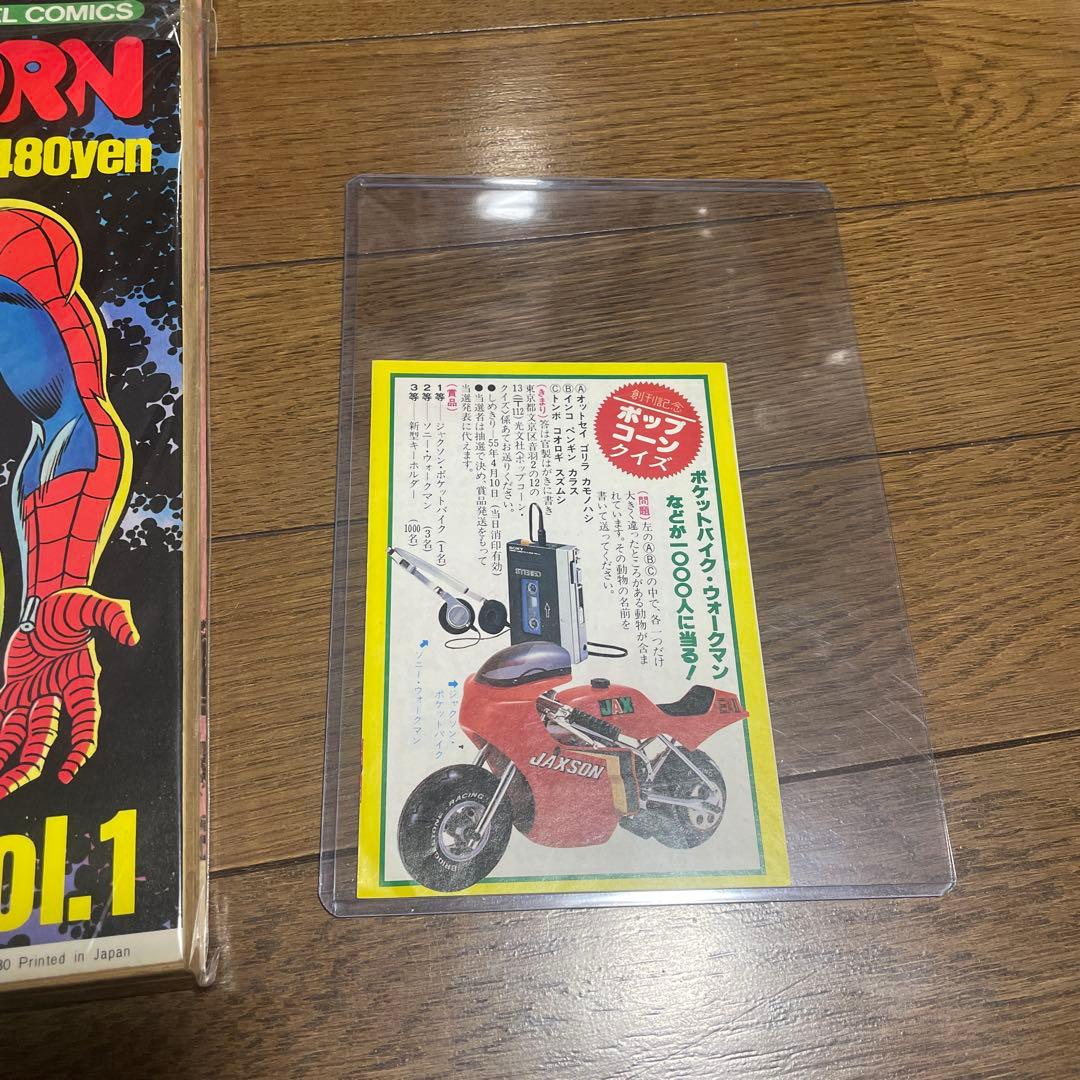 EL COMICS
ORN
480yen
ol.1
80 Printed in Japan
創刊記念
ポップ
コーン
クイズ
ポケットバイク・ウォークマン
などが一〇〇〇人に当る!
(問題)左のⒶⒷⒸの中で、各一つだけ
大きく違ったところがある動物が含ま
れています。その動物の名前を
書いて送ってください。
Ⓐオットセイ ゴリラ カモノハシ
Ⓑインコ ペンギン カラス
Ⓒトンボ コオロギ スズムシ
(きまり)答は官製はがきに書き
東京都文京区音羽2の12の
13(〒112)光文社〈ポップコーン・
クイズ〉係あてお送りください。
●しめきり―55年4月10日(当日消印有効)
●当選者は抽選で決め、賞品発送をもって
当選発表に代えます。
(賞品)
1等――ジャクソン・ポケットバイク(1名)
2等――ソニー・ウォークマン(3名)
3等――新型キーホルダー(1000名)
SONY
STEREO
➡ソニー・ウォークマン
➡ジャクソン・
ポケットバイク
JAX
JAXSON
BRIDGESTONE RACING
RACING